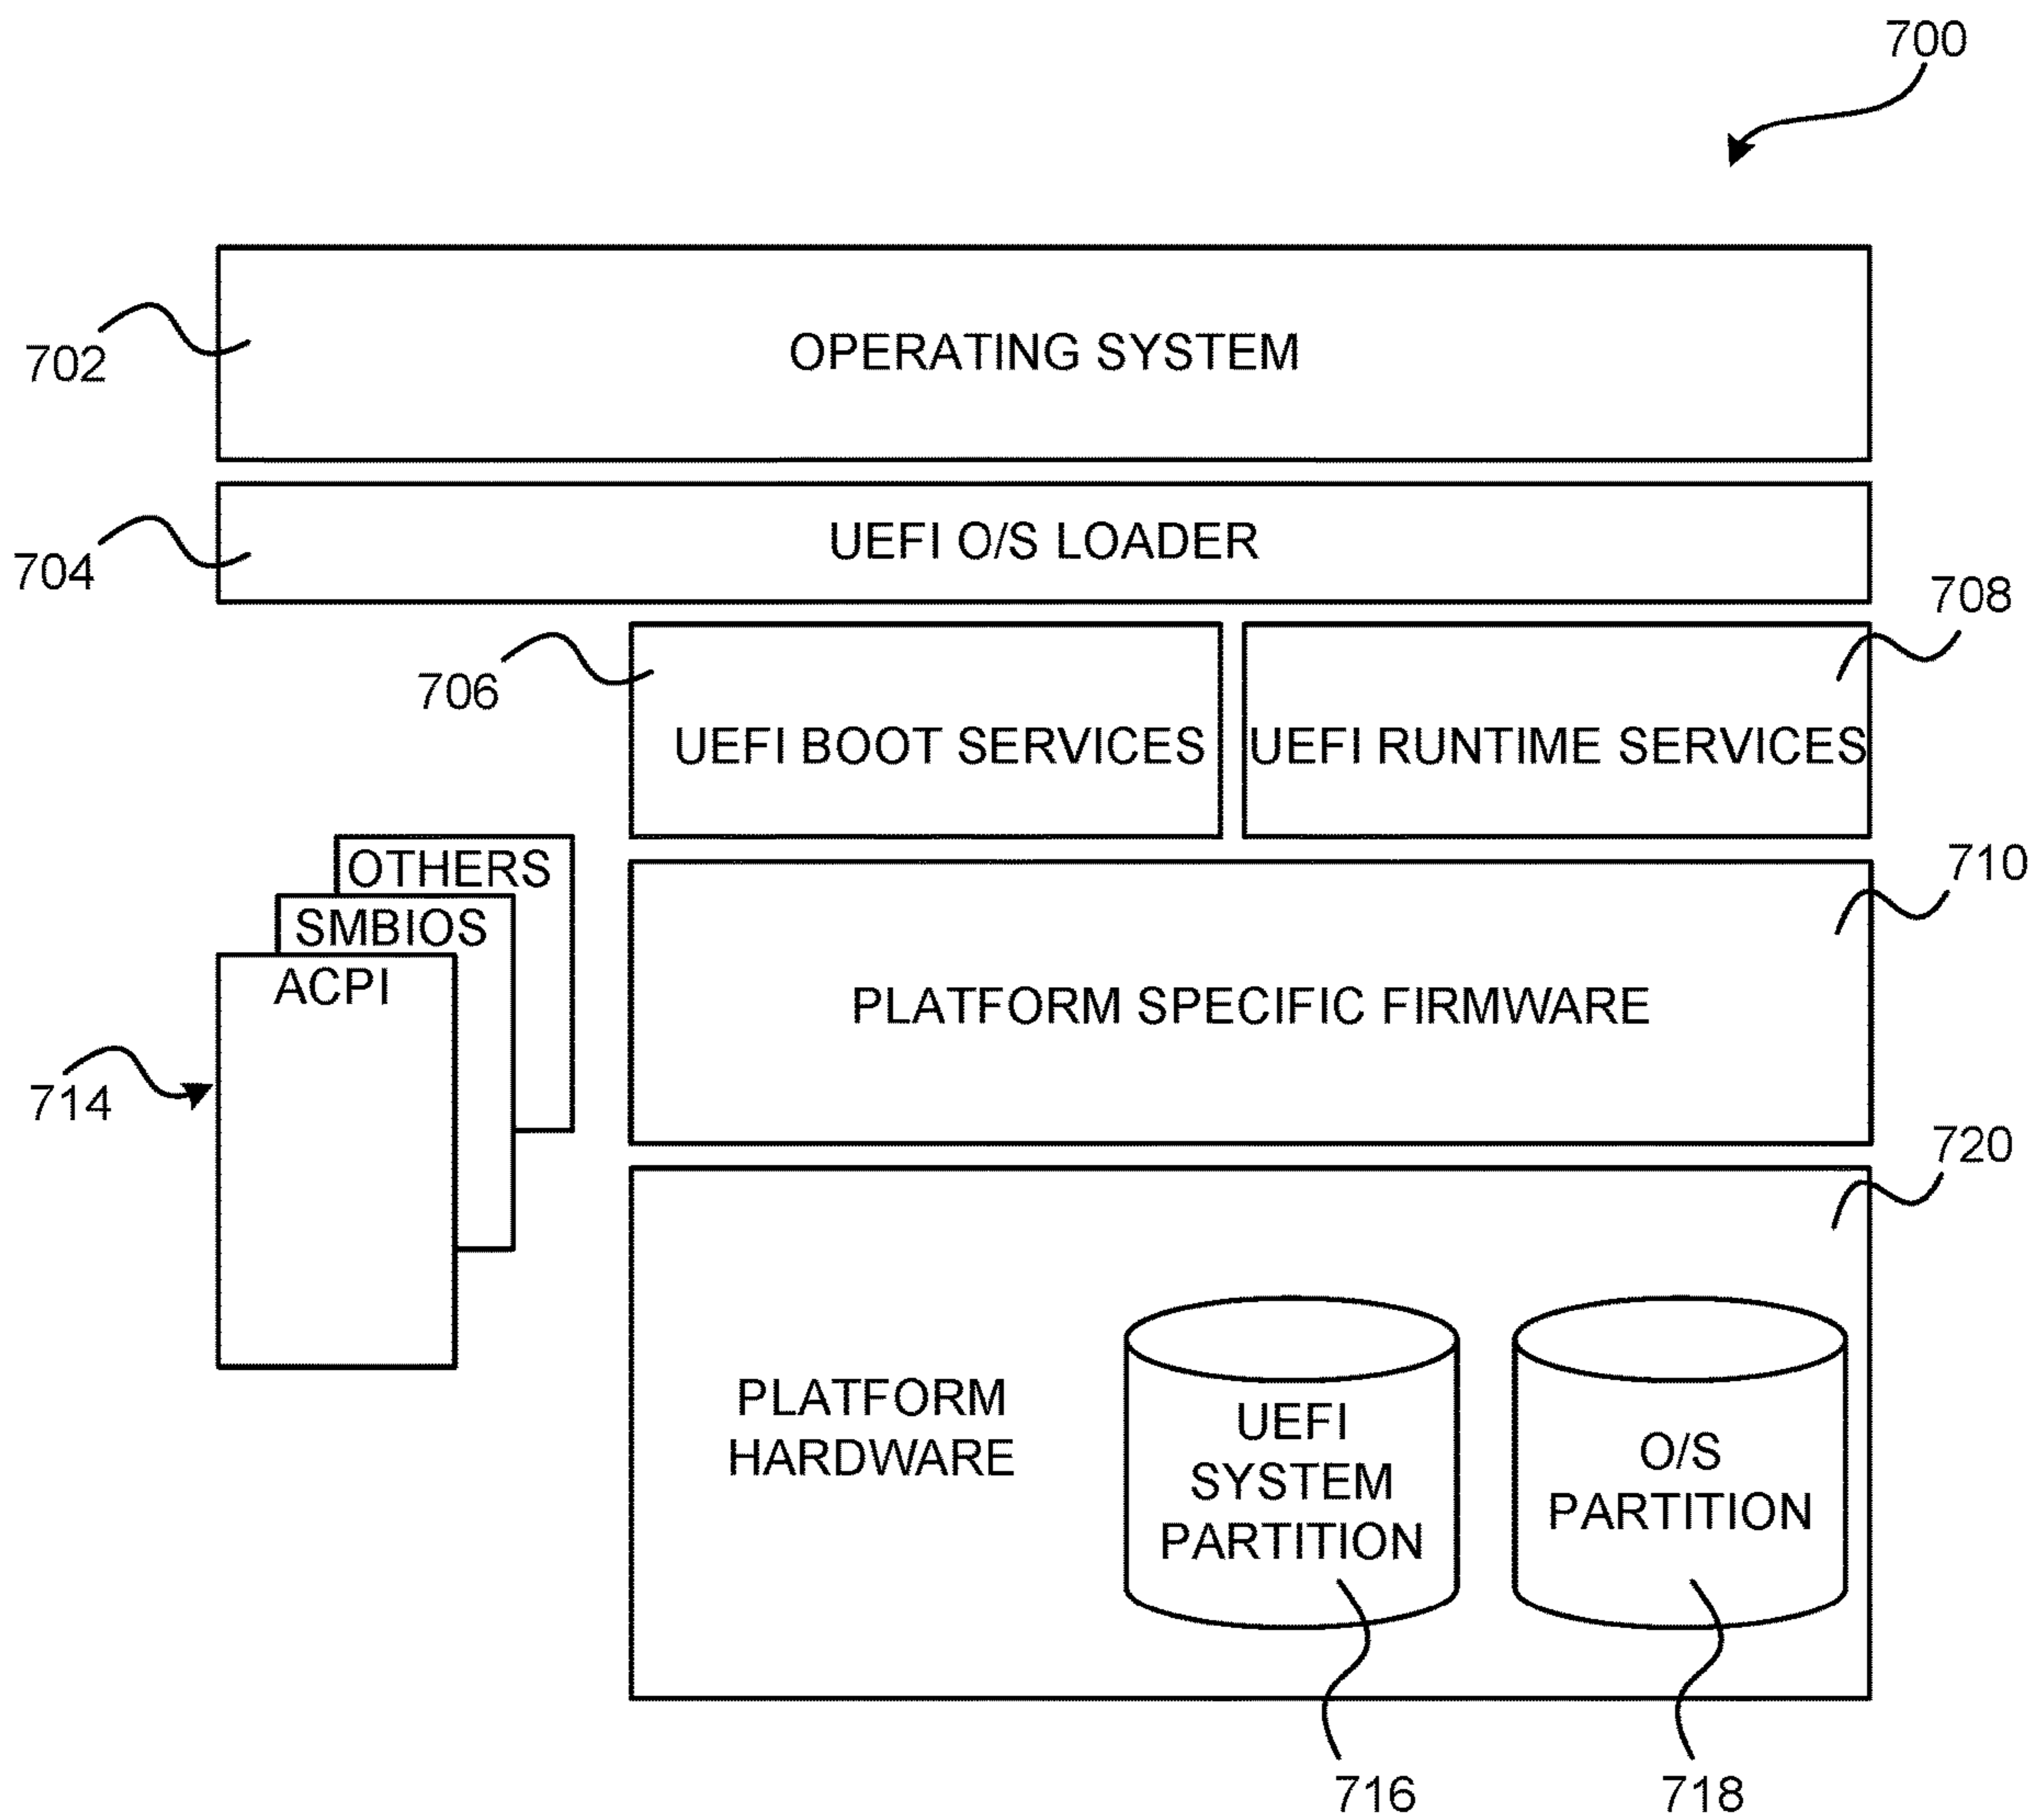 700
OPERATING SYSTEM
702
UEFI O/S LOADER
704
708
706
UEFI BOOT SERVICES
UEFI RUNTIME SERVICES
OTHERS
SMBIOS
ACPI
710
PLATFORM SPECIFIC FIRMWARE
714
720
PLATFORM
HARDWARE
UEFI
SYSTEM
PARTITION
O/S
PARTITION
716
718